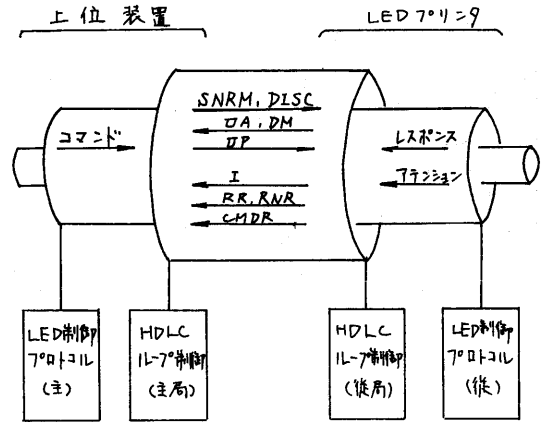 上位装置
LEDプリンタ
SNRM, DISC
UA, DM
コマンド
UP
レスポンス
I
アテンション
RR, RNR
CMDR
LED制御
プロトコル
(主)
HDLC
ループ制御
(主局)
HDLC
ループ制御
(従局)
LED制御
プロトコル
(従)